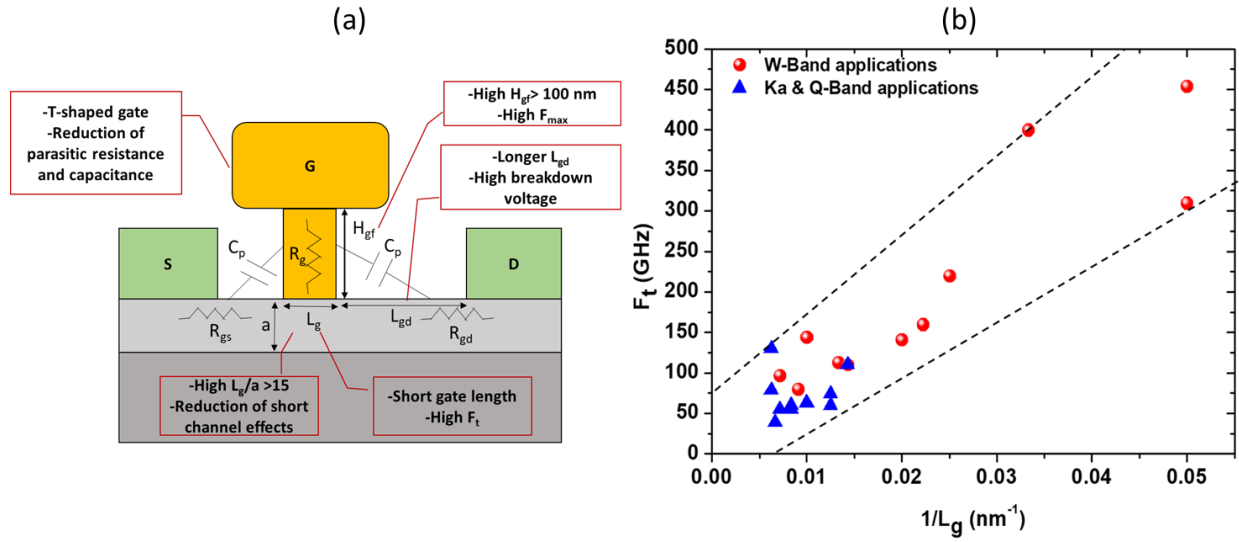 (a)
-T-shaped gate
-Reduction of
parasitic resistance
and capacitance
-High Hgf> 100 nm
-High Fmax
-Longer Lgd
-High breakdown
voltage
G
S
D
Cp
Rg
Hgf
Cp
Rgs
a
Lg
Lgd
Rgd
-High Lg/a >15
-Reduction of short
channel effects
-Short gate length
-High Ft
(b)
W-Band applications
Ka & Q-Band applications
Ft (GHz)
500
450
400
350
300
250
200
150
100
50
0
0.00 0.01 0.02 0.03 0.04 0.05
1/Lg (nm-1)